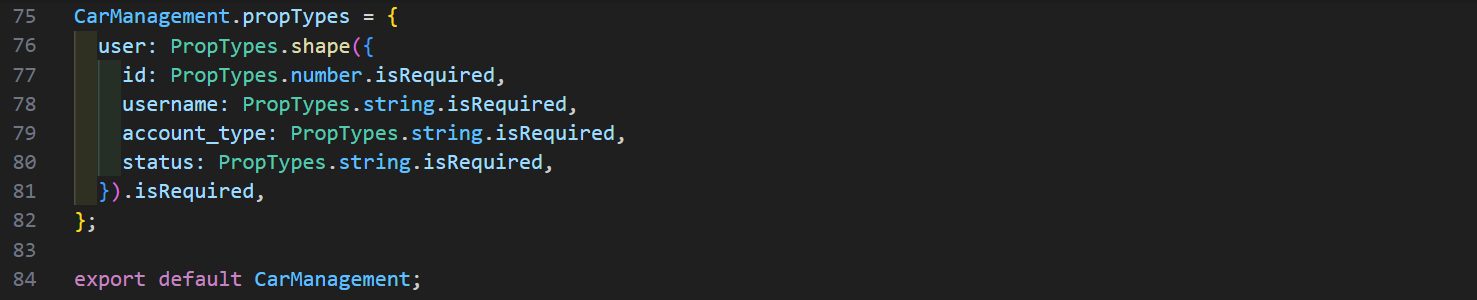 75 CarManagement.propTypes = {
76 user: PropTypes.shape({
77 id: PropTypes.number.isRequired,
78 username: PropTypes.string.isRequired,
79 account_type: PropTypes.string.isRequired,
80 status: PropTypes.string.isRequired,
81 }).isRequired,
82 };
83
84 export default CarManagement;